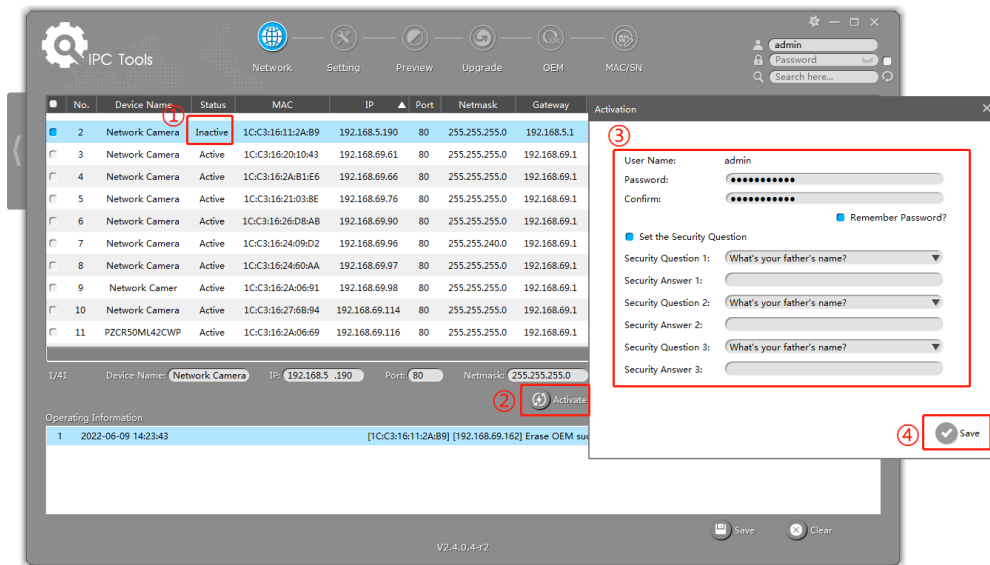 IPC Tools
Network
Setting
Preview
Upgrade
OEM
MAC/SN
admin
Password
Search here...
No. Device Name Status MAC IP Port Netmask Gateway
①
2 Network Camera Inactive 1C:C3:16:11:2A:B9 192.168.5.190 80 255.255.255.0 192.168.5.1
3 Network Camera Active 1C:C3:16:20:10:43 192.168.69.61 80 255.255.255.0 192.168.69.1
4 Network Camera Active 1C:C3:16:2A:B1:E6 192.168.69.66 80 255.255.255.0 192.168.69.1
5 Network Camera Active 1C:C3:16:21:03:8E 192.168.69.76 80 255.255.255.0 192.168.69.1
6 Network Camera Active 1C:C3:16:26:D8:AB 192.168.69.90 80 255.255.255.0 192.168.69.1
7 Network Camera Active 1C:C3:16:24:09:D2 192.168.69.96 80 255.255.240.0 192.168.69.1
8 Network Camera Active 1C:C3:16:24:60:AA 192.168.69.97 80 255.255.255.0 192.168.69.1
9 Network Camer Active 1C:C3:16:2A:06:91 192.168.69.98 80 255.255.255.0 192.168.69.1
10 Network Camera Active 1C:C3:16:27:6B:94 192.168.69.114 80 255.255.255.0 192.168.69.1
11 PZCR50ML42CWP Active 1C:C3:16:2A:06:69 192.168.69.116 80 255.255.255.0 192.168.69.1
1/41 Device Name: Network Camera IP: 192.168.5 .190 Port: 80 Netmask: 255.255.255.0
② Activate
Operating Information
1 2022-06-09 14:23:43 [1C:C3:16:11:2A:B9] [192.168.69.162] Erase OEM suc
Save
Clear
V2.4.0.4-r2
Activation
③
User Name: admin
Password:
Confirm:
Remember Password?
Set the Security Question
Security Question 1: What's your father's name?
Security Answer 1:
Security Question 2: What's your father's name?
Security Answer 2:
Security Question 3: What's your father's name?
Security Answer 3:
④ Save